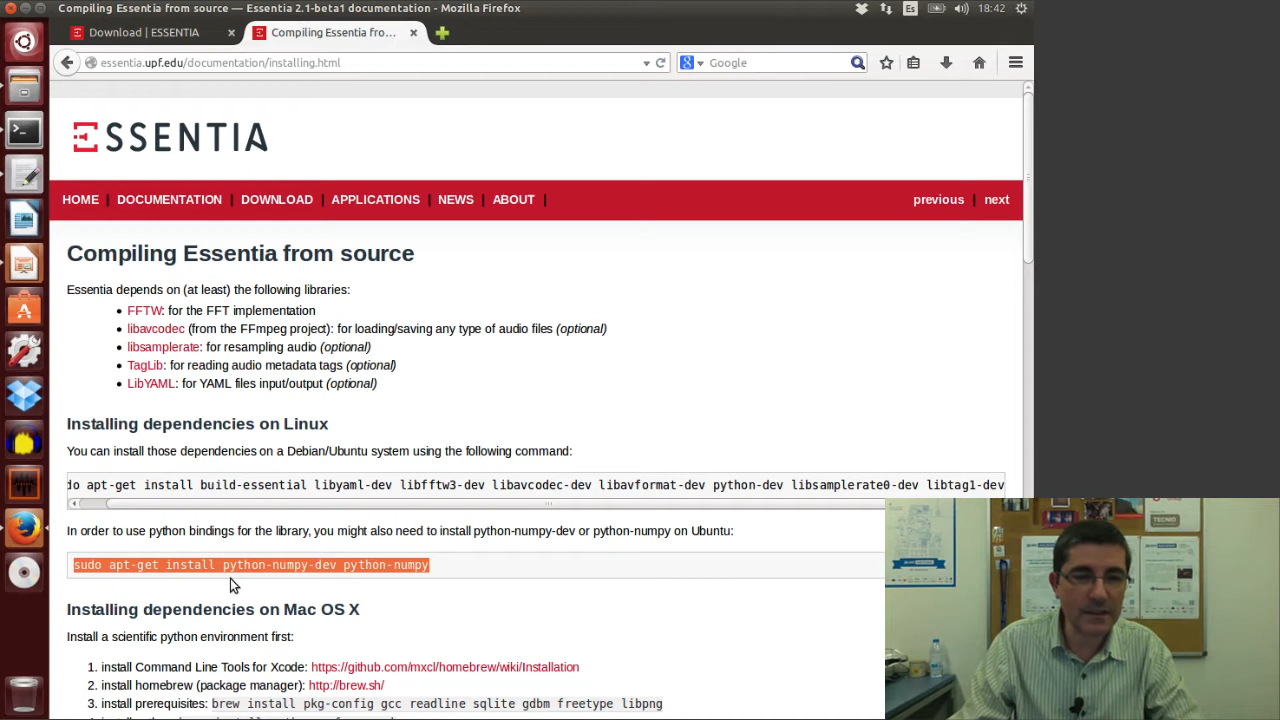 Compiling Essentia from source — Essentia 2.1-beta1 documentation - Mozilla Firefox
Es
18:42
Download | ESSENTIA
Compiling Essentia fro...
essentia.upf.edu/documentation/installing.html
Google
ESSENTIA
HOME | DOCUMENTATION | DOWNLOAD | APPLICATIONS | NEWS | ABOUT |
previous | next
Compiling Essentia from source
Essentia depends on (at least) the following libraries:
• FFTW: for the FFT implementation
• libavcodec (from the FFmpeg project): for loading/saving any type of audio files (optional)
• libsamplerate: for resampling audio (optional)
• TagLib: for reading audio metadata tags (optional)
• LibYAML: for YAML files input/output (optional)
Installing dependencies on Linux
You can install those dependencies on a Debian/Ubuntu system using the following command:
do apt-get install build-essential libyaml-dev libfftw3-dev libavcodec-dev libavformat-dev python-dev libsamplerate0-dev libtag1-dev
In order to use python bindings for the library, you might also need to install python-numpy-dev or python-numpy on Ubuntu:
sudo apt-get install python-numpy-dev python-numpy
Installing dependencies on Mac OS X
Install a scientific python environment first:
1. install Command Line Tools for Xcode: https://github.com/mxcl/homebrew/wiki/Installation
2. install homebrew (package manager): http://brew.sh/
3. install prerequisites: brew install pkg-config gcc readline sqlite gdbm freetype libpng
TECNIO